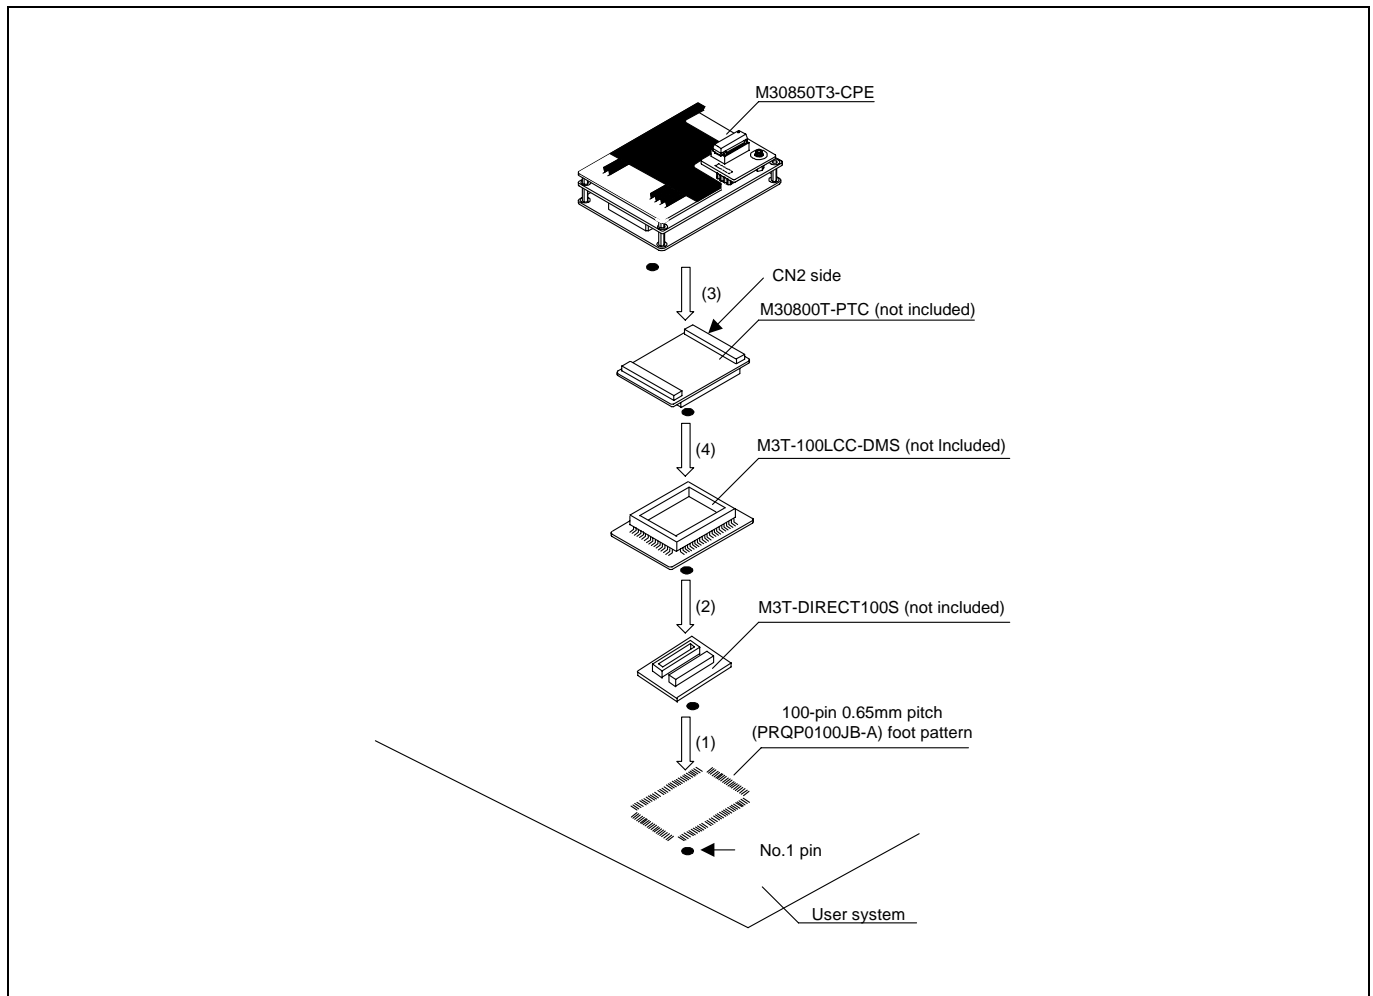 M30850T3-CPE
CN2 side
(3)
M30800T-PTC (not included)
(4)
M3T-100LCC-DMS (not Included)
(2)
M3T-DIRECT100S (not included)
100-pin 0.65mm pitch
(PRQP0100JB-A) foot pattern
(1)
No.1 pin
User system